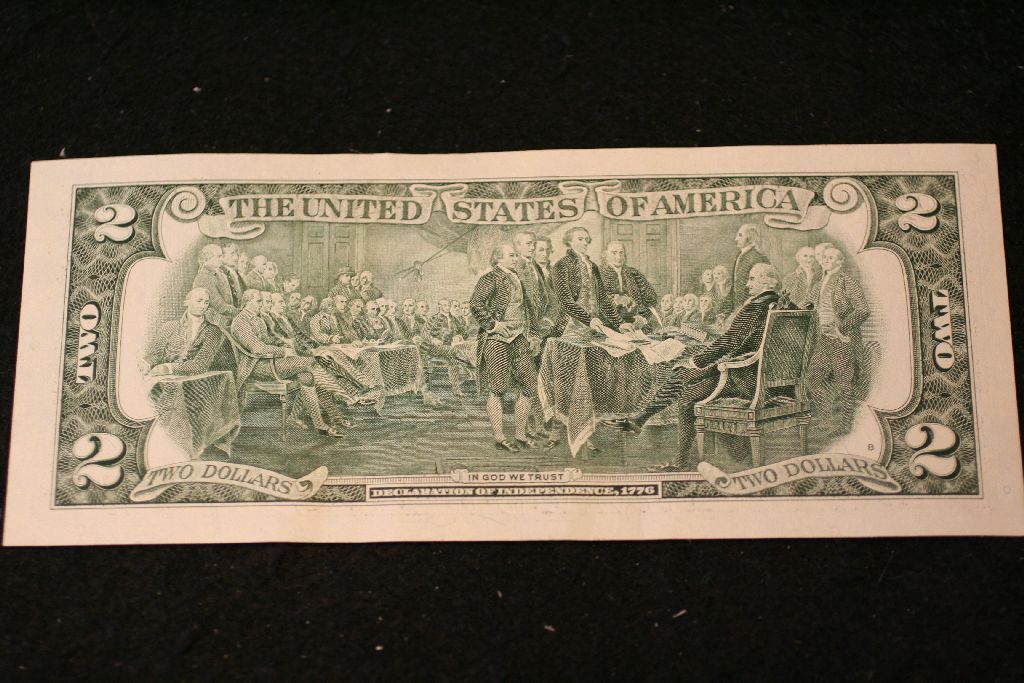 2 THE UNITED STATES OF AMERICA 2
TWO TWO
2 TWO DOLLARS IN GOD WE TRUST TWO DOLLARS 2
DECLARATION OF INDEPENDENCE, 1776
8